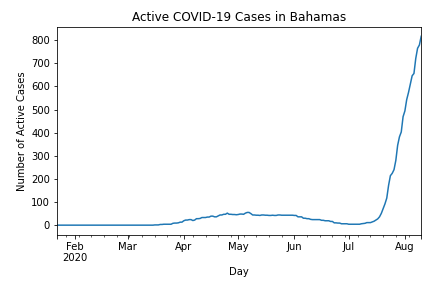 Active COVID-19 Cases in Bahamas
Number of Active Cases
800
700
600
500
400
300
200
100
0
Feb Mar Apr May Jun Jul Aug
2020
Day